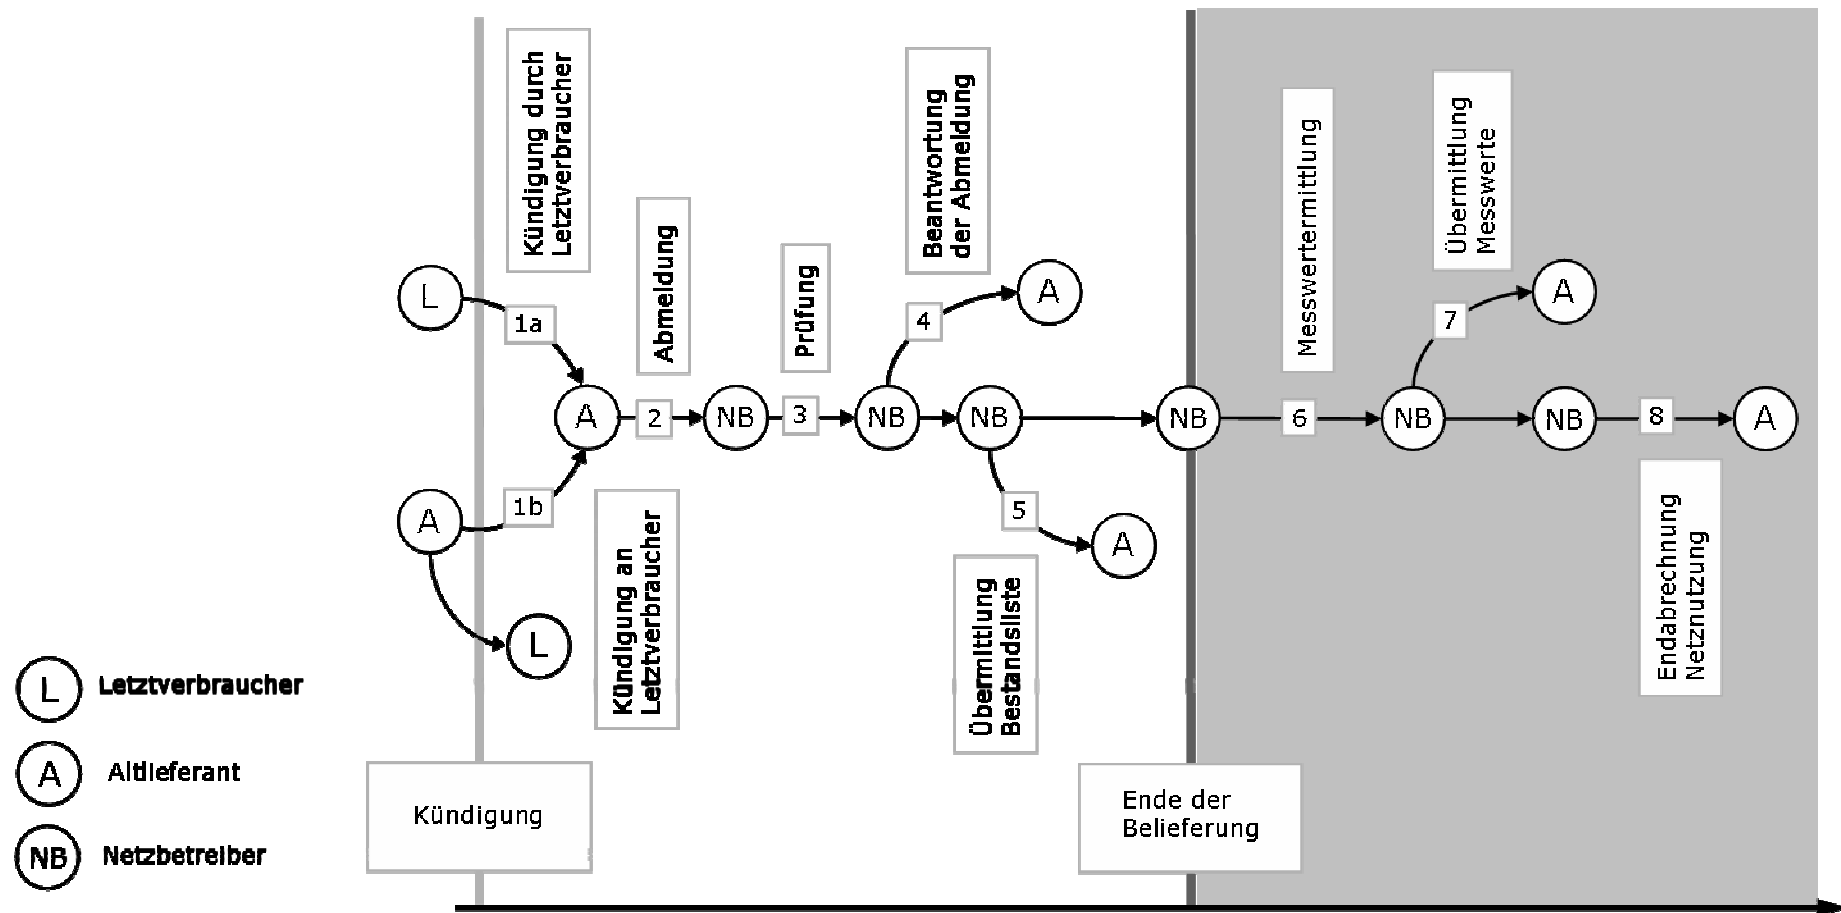 Kündigung durch
Letztverbraucher
Abmeldung
Prüfung
Beantwortung
der Abmeldung
Messwertermittlung
Übermittlung
Messwerte
L
1a
A
2
NB
3
NB
4
A
NB
NB
6
NB
7
A
NB
8
A
A
1b
L
5
A
Kündigung an
Letztverbraucher
Übermittlung
Bestandsliste
Endabrechnung
Netznutzung
L Letztverbraucher
A Altlieferant
NB Netzbetreiber
Kündigung
Ende der
Belieferung